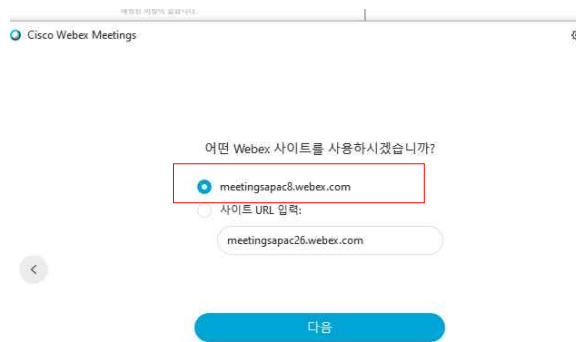 Cisco Webex Meetings
어떤 Webex 사이트를 사용하시겠습니까?
meetingsapac8.webex.com
사이트 URL 입력:
meetingsapac26.webex.com
다음